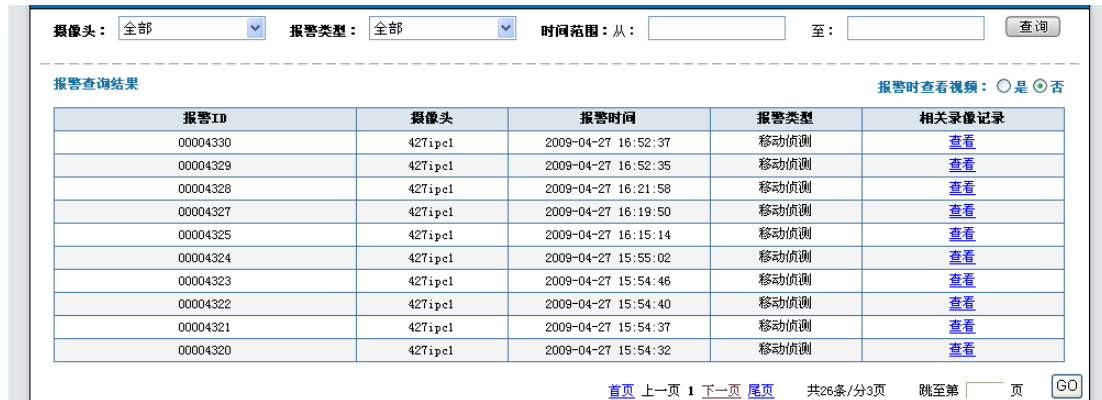 摄像头： 全部 报警类型： 全部 时间范围：从： 至： 查询
报警查询结果 报警时查看视频： 是 否
报警ID 摄像头 报警时间 报警类型 相关录像记录
00004330 427ipc1 2009-04-27 16:52:37 移动侦测 查看
00004329 427ipc1 2009-04-27 16:52:35 移动侦测 查看
00004328 427ipc1 2009-04-27 16:21:58 移动侦测 查看
00004327 427ipc1 2009-04-27 16:19:50 移动侦测 查看
00004325 427ipc1 2009-04-27 16:15:14 移动侦测 查看
00004324 427ipc1 2009-04-27 15:55:02 移动侦测 查看
00004323 427ipc1 2009-04-27 15:54:46 移动侦测 查看
00004322 427ipc1 2009-04-27 15:54:40 移动侦测 查看
00004321 427ipc1 2009-04-27 15:54:37 移动侦测 查看
00004320 427ipc1 2009-04-27 15:54:32 移动侦测 查看
首页 上一页 1 下一页 尾页 共26条/分3页 跳至第 页 GO